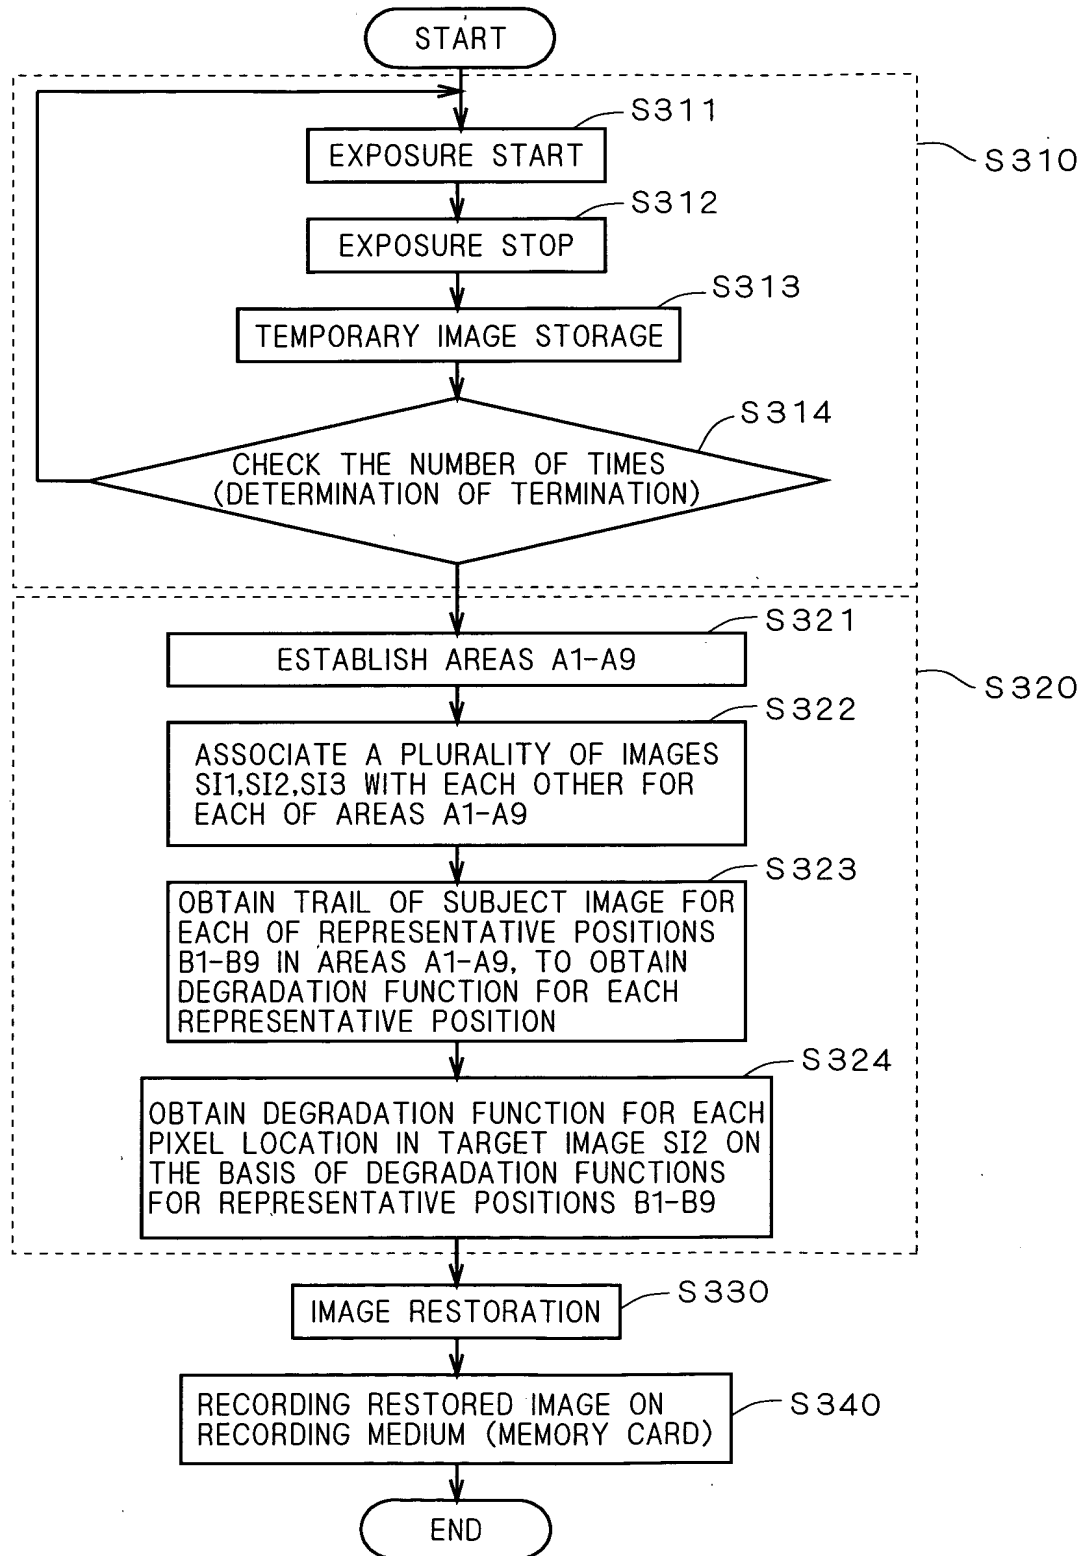 START
S311
EXPOSURE START
S310
S312
EXPOSURE STOP
S313
TEMPORARY IMAGE STORAGE
S314
CHECK THE NUMBER OF TIMES
(DETERMINATION OF TERMINATION)
S321
ESTABLISH AREAS A1-A9
S320
S322
ASSOCIATE A PLURALITY OF IMAGES
SI1,SI2,SI3 WITH EACH OTHER FOR
EACH OF AREAS A1-A9
S323
OBTAIN TRAIL OF SUBJECT IMAGE FOR
EACH OF REPRESENTATIVE POSITIONS
B1-B9 IN AREAS A1-A9, TO OBTAIN
DEGRADATION FUNCTION FOR EACH
REPRESENTATIVE POSITION
S324
OBTAIN DEGRADATION FUNCTION FOR EACH
PIXEL LOCATION IN TARGET IMAGE SI2 ON
THE BASIS OF DEGRADATION FUNCTIONS
FOR REPRESENTATIVE POSITIONS B1-B9
S330
IMAGE RESTORATION
S340
RECORDING RESTORED IMAGE ON
RECORDING MEDIUM (MEMORY CARD)
END